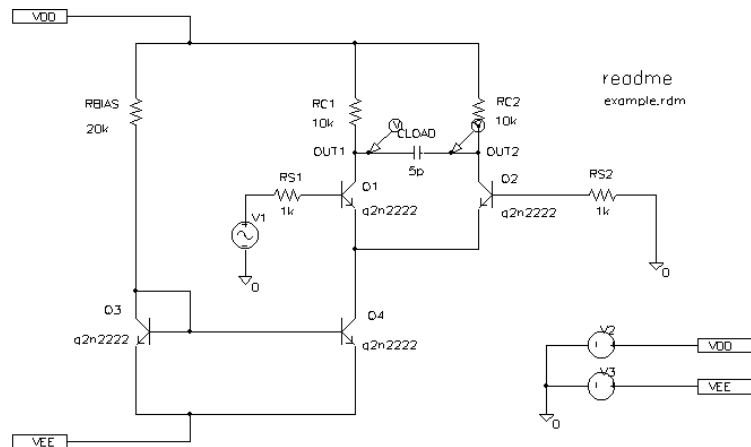 VDD
readme
example.rdm
RBIAS
20k
RC1
10k
RC2
10k
V
V
CLOAD
5p
OUT1
OUT2
RS1
1k
Q1
q2n2222
Q2
q2n2222
RS2
1k
V1
0
0
Q3
q2n2222
Q4
q2n2222
V2
VDD
V3
VEE
0
VEE